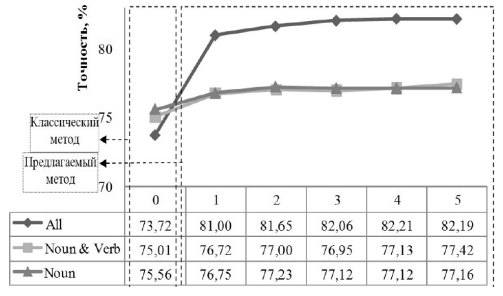 Точность, %
80
75
70
Классический
метод
Предлагаемый
метод
0 1 2 3 4 5
All 73,72 81,00 81,65 82,06 82,21 82,19
Noun & Verb 75,01 76,72 77,00 76,95 77,13 77,42
Noun 75,56 76,75 77,23 77,12 77,12 77,16